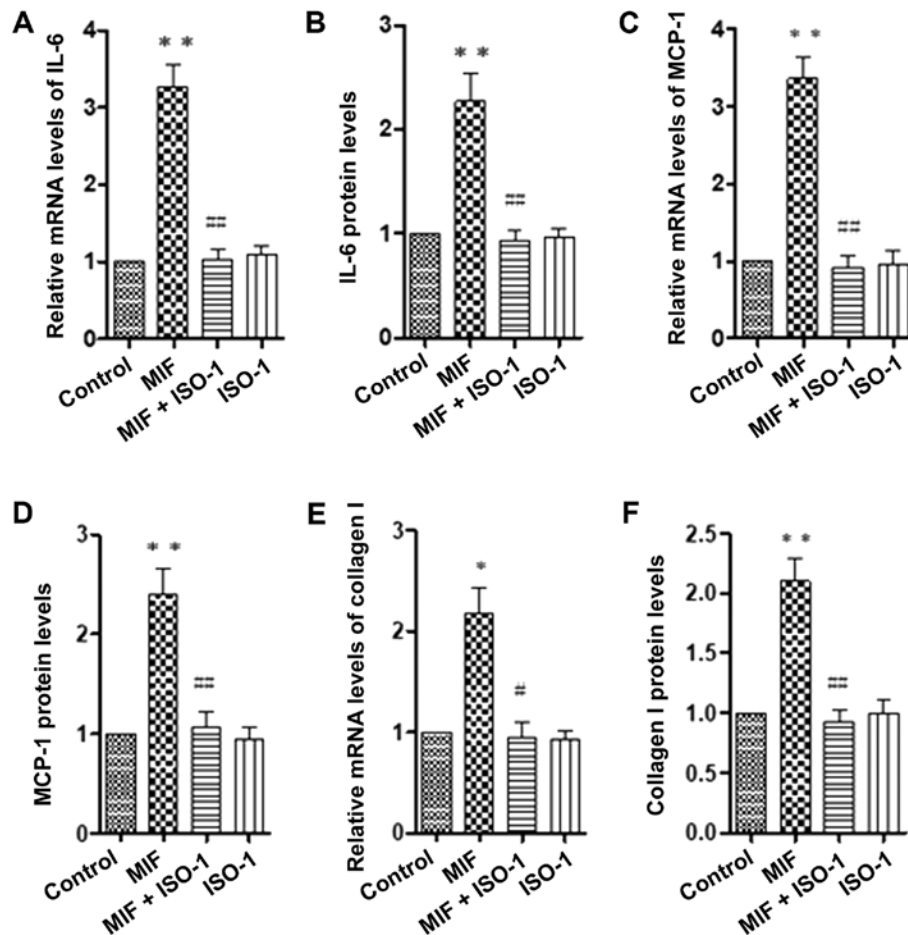 A
Relative mRNA levels of IL-6
4
3
2
1
0
* *
##
Control
MIF
MIF + ISO-1
ISO-1
B
IL-6 protein levels
3
2
1
0
* *
##
Control
MIF
MIF + ISO-1
ISO-1
C
Relative mRNA levels of MCP-1
4
3
2
1
0
* *
##
Control
MIF
MIF + ISO-1
ISO-1
D
MCP-1 protein levels
3
2
1
0
* *
##
Control
MIF
MIF + ISO-1
ISO-1
E
Relative mRNA levels of collagen I
3
2
1
0
*
#
Control
MIF
MIF + ISO-1
ISO-1
F
Collagen I protein levels
2.5
2.0
1.5
1.0
0.5
0.0
* *
##
Control
MIF
MIF + ISO-1
ISO-1